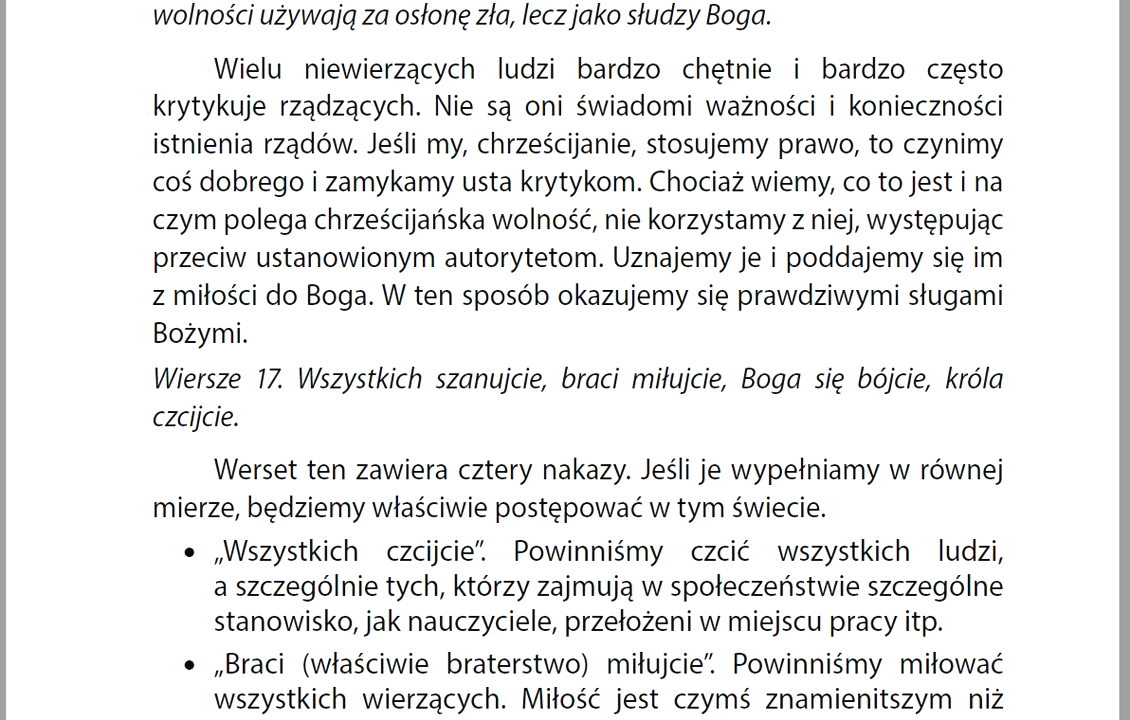 wolności używają za osłonę zła, lecz jako słudzy Boga.
Wielu niewierzących ludzi bardzo chętnie i bardzo często
krytykuje rządzących. Nie są oni świadomi ważności i konieczności
istnienia rządów. Jeśli my, chrześcijanie, stosujemy prawo, to czynimy
coś dobrego i zamykamy usta krytykom. Chociaż wiemy, co to jest i na
czym polega chrześcijańska wolność, nie korzystamy z niej, występując
przeciw ustanowionym autorytetom. Uznajemy je i poddajemy się im
z miłości do Boga. W ten sposób okazujemy się prawdziwymi sługami
Bożymi.
Wiersze 17. Wszystkich szanujcie, braci miłujcie, Boga się bójcie, króla
czcijcie.
Werset ten zawiera cztery nakazy. Jeśli je wypełniamy w równej
mierze, będziemy właściwie postępować w tym świecie.
• „Wszystkich czcijcie”. Powinniśmy czcić wszystkich ludzi,
a szczególnie tych, którzy zajmują w społeczeństwie szczególne
stanowisko, jak nauczyciele, przełożeni w miejscu pracy itp.
• „Braci (właściwie braterstwo) miłujcie”. Powinniśmy miłować
wszystkich wierzących. Miłość jest czymś znamienitszym niż